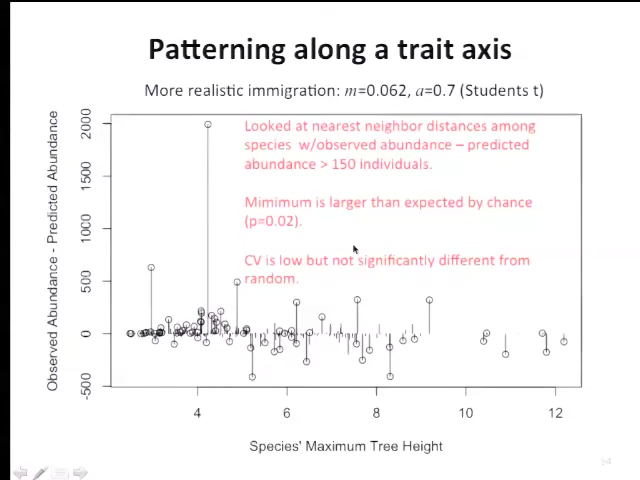 Patterning along a trait axis
More realistic immigration: m=0.062, a=0.7 (Students t)
Looked at nearest neighbor distances among
species w/observed abundance – predicted
abundance > 150 individuals.
Mimimum is larger than expected by chance
(p=0.02).
CV is low but not significantly different from
random.
Observed Abundance - Predicted Abundance
2000
1500
1000
500
0
-500
4 6 8 10 12
Species' Maximum Tree Height